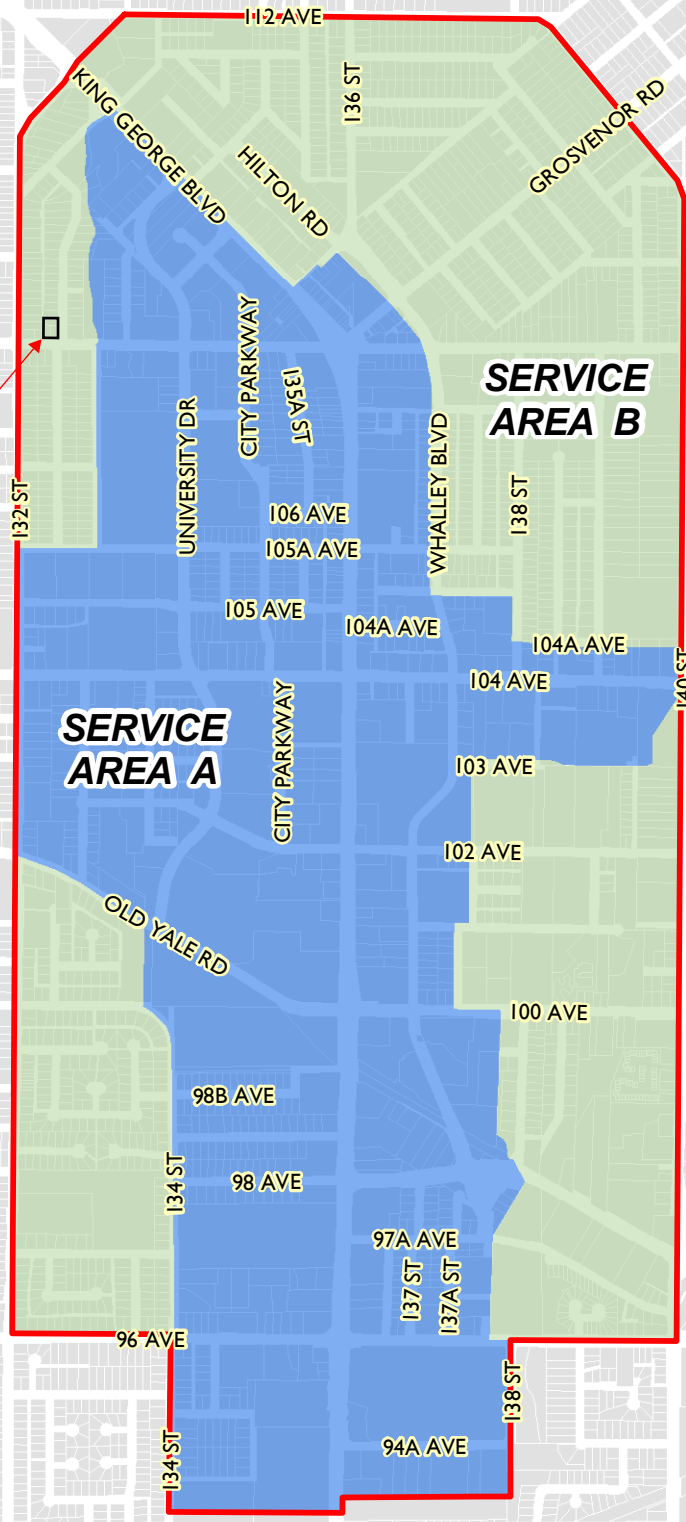 112 AVE
KING GEORGE BLVD
136 ST
HILTON RD
GROSVENOR RD
CITY PARKWAY
135A ST
SERVICE
AREA B
UNIVERSITY DR
WHALLEY BLVD
138 ST
132 ST
106 AVE
105A AVE
105 AVE
104A AVE
104A AVE
104 AVE
140 ST
CITY PARKWAY
SERVICE
AREA A
103 AVE
102 AVE
OLD YALE RD
100 AVE
98B AVE
134 ST
98 AVE
97A AVE
137 ST
137A ST
96 AVE
138 ST
134 ST
94A AVE